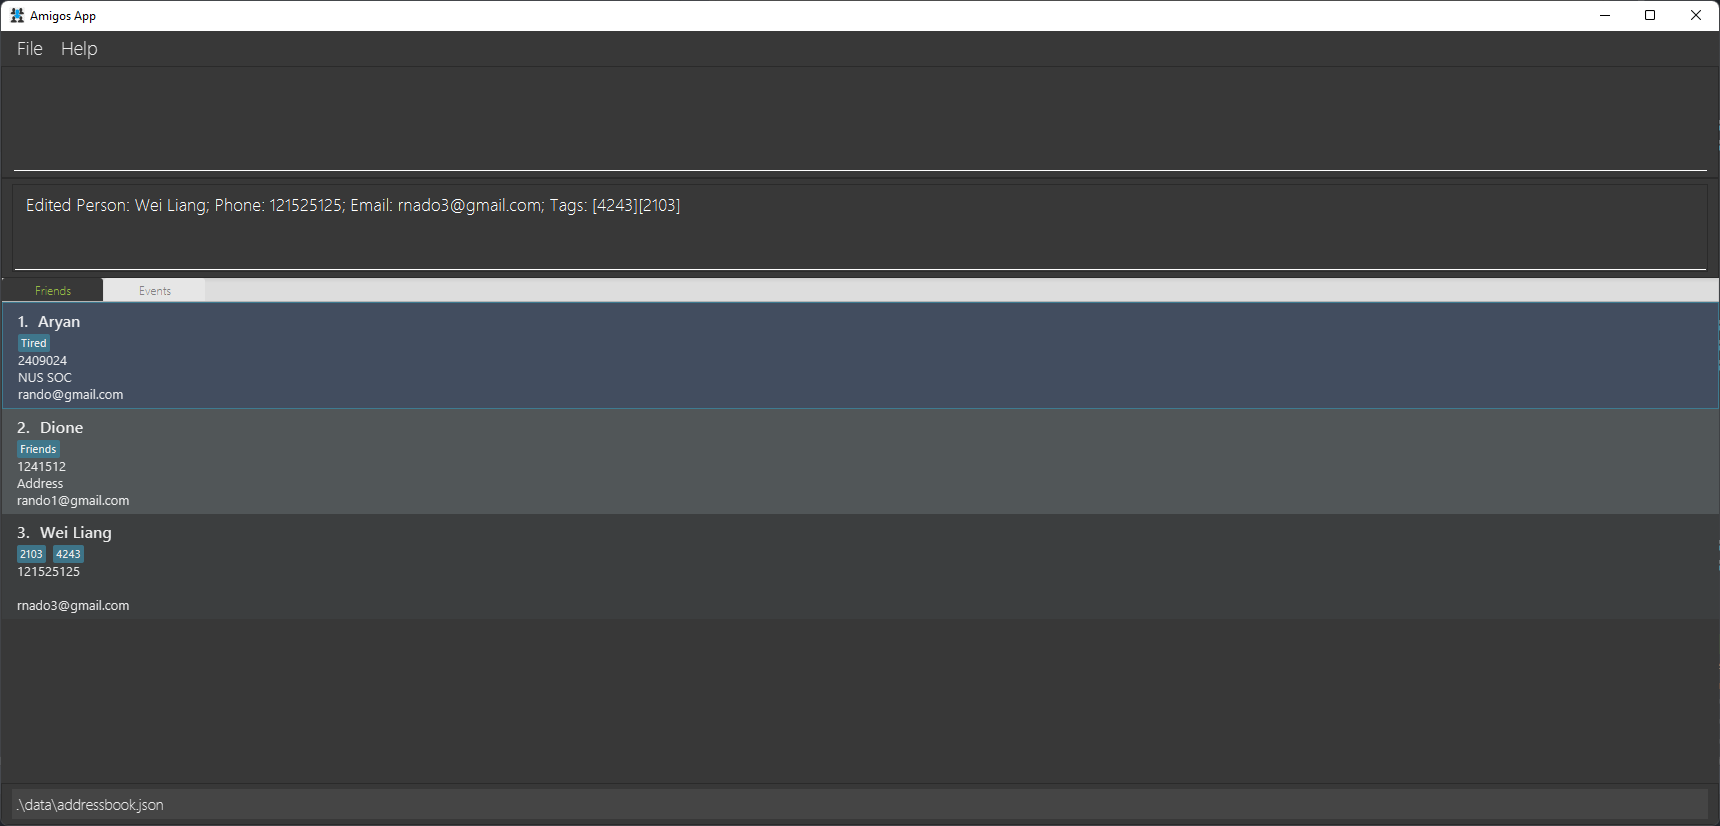 Amigos App
File Help
Edited Person: Wei Liang; Phone: 121525125; Email: rnado3@gmail.com; Tags: [4243][2103]
Friends Events
1. Aryan
Tired
2409024
NUS SOC
rando@gmail.com
2. Dione
Friends
1241512
Address
rando1@gmail.com
3. Wei Liang
2103 4243
121525125
rnado3@gmail.com
.\data\addressbook.json